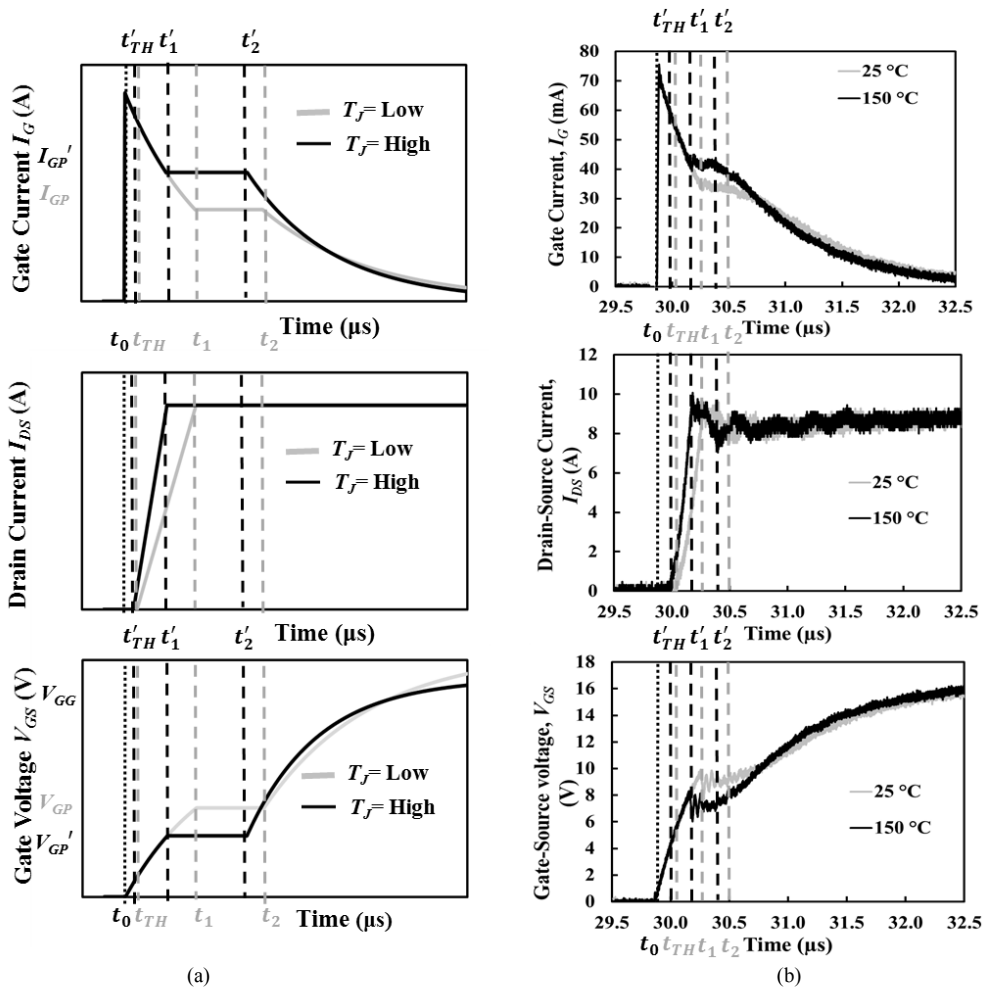 t'TH t'1 t'2
Gate Current IG (A)
IGP'
IGP
TJ= Low
TJ= High
Time (µs)
t0 tTH t1 t2
Drain Current IDS (A)
TJ= Low
TJ= High
Time (µs)
t'TH t'1 t'2
Gate Voltage VGS (V)
VGG
VGP
VGP'
TJ= Low
TJ= High
t0 tTH t1 t2 Time (µs)
(a)
t'TH t'1 t'2
Gate Current, IG (mA)
80
70
60
50
40
30
20
10
0
25 °C
150 °C
29.5 30.0 30.5 31.0 31.5 32.0 32.5
t0 tTH t1 t2 Time (µs)
Drain-Source Current,
IDS (A)
12
10
8
6
4
2
0
25 °C
150 °C
29.5 30.0 30.5 31.0 31.5 32.0 32.5
t'TH t'1 t'2 Time (µs)
Gate-Source voltage, VGS
(V)
18
16
14
12
10
8
6
4
2
0
25 °C
150 °C
29.5 30.0 30.5 31.0 31.5 32.0 32.5
t0 tTH t1 t2 Time (µs)
(b)